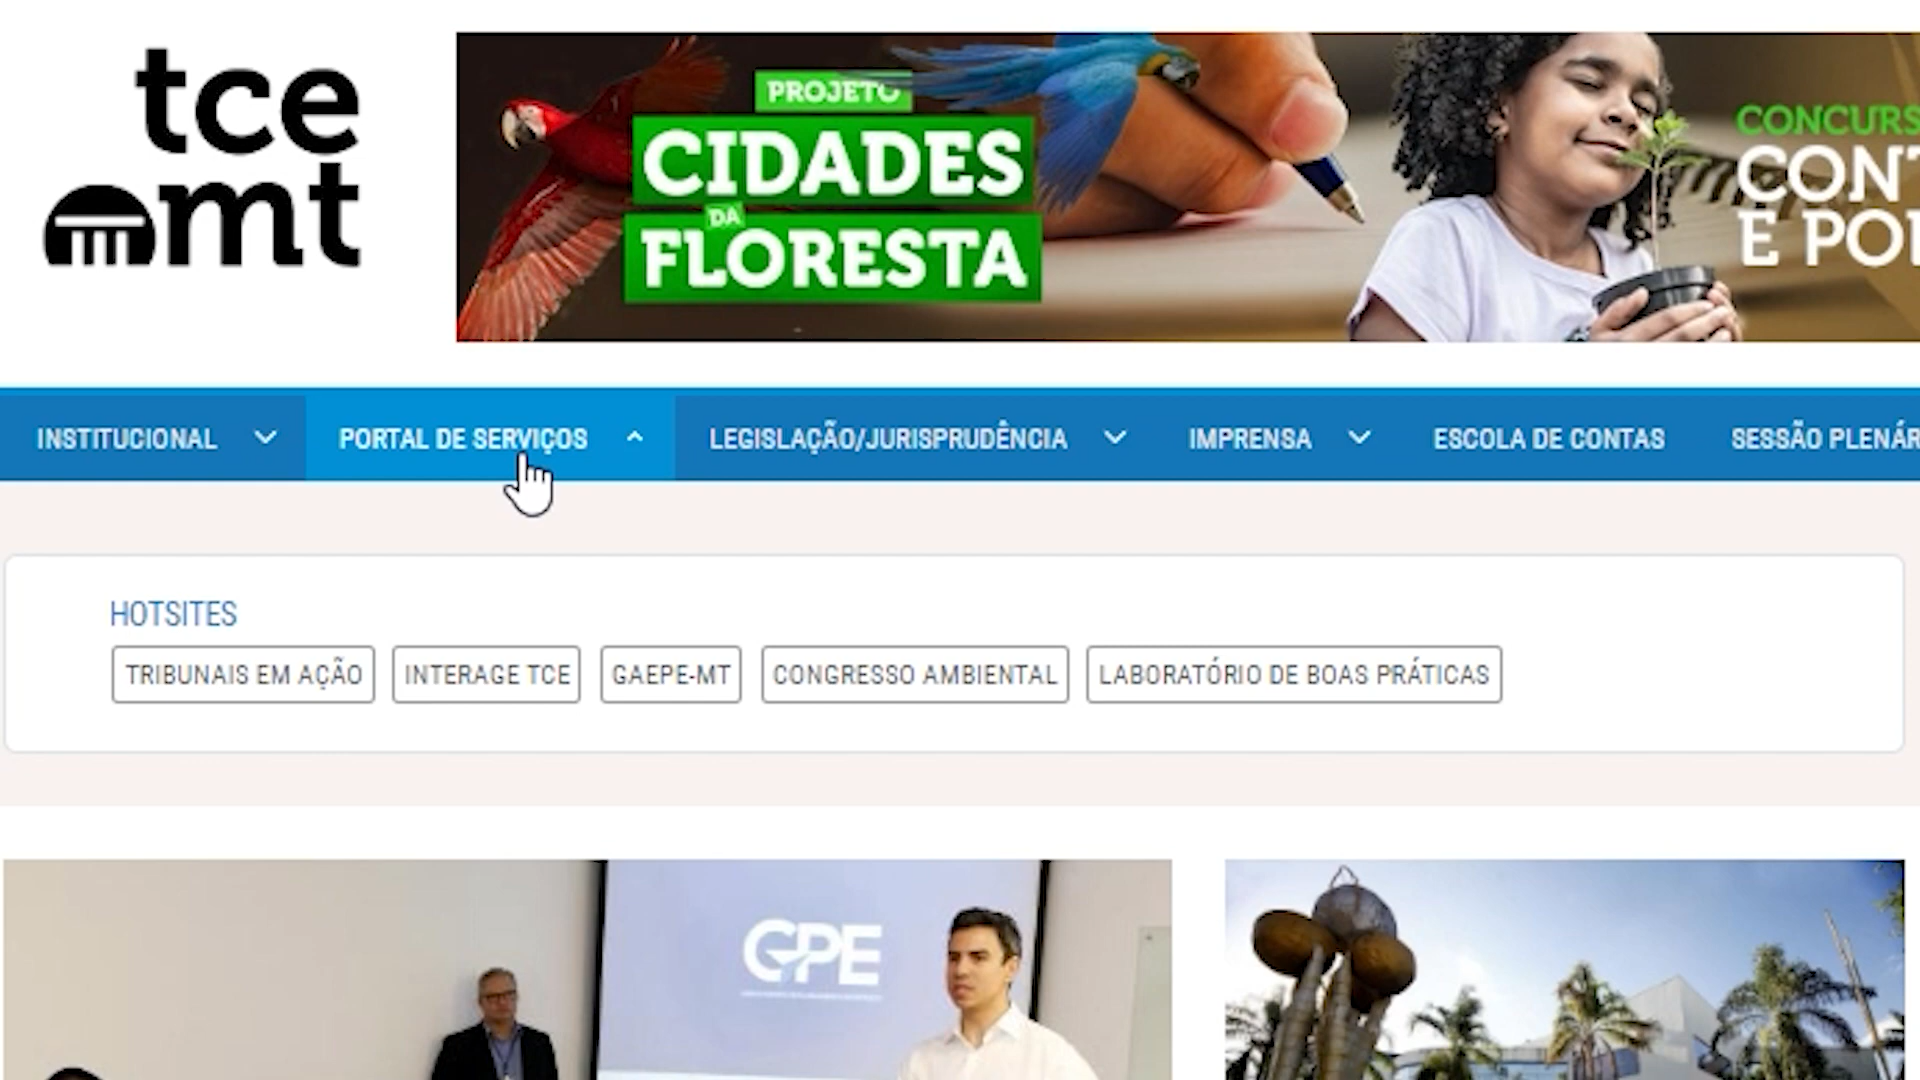 tce
mt
PROJETO
CIDADES
DA
FLORESTA
CONCURS
CONT
E POE
INSTITUCIONAL
PORTAL DE SERVIÇOS
LEGISLAÇÃO/JURISPRUDÊNCIA
IMPRENSA
ESCOLA DE CONTAS
SESSÃO PLENÁR
HOTSITES
TRIBUNAIS EM AÇÃO
INTERAGE TCE
GAEPE-MT
CONGRESSO AMBIENTAL
LABORATÓRIO DE BOAS PRÁTICAS
GPE